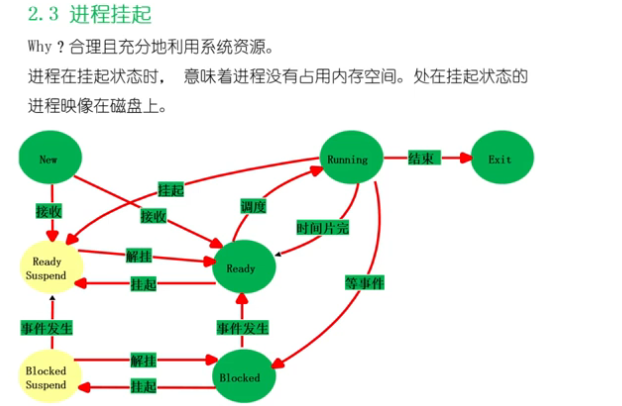 2.3 进程挂起
Why？合理且充分地利用系统资源。
进程在挂起状态时， 意味着进程没有占用内存空间。处在挂起状态的
进程映像在磁盘上。
New
Running
结束
Exit
挂起
接收
接收
调度
时间片完
Ready
Suspend
解挂
Ready
挂起
等事件
事件发生
事件发生
Blocked
Suspend
解挂
挂起
Blocked